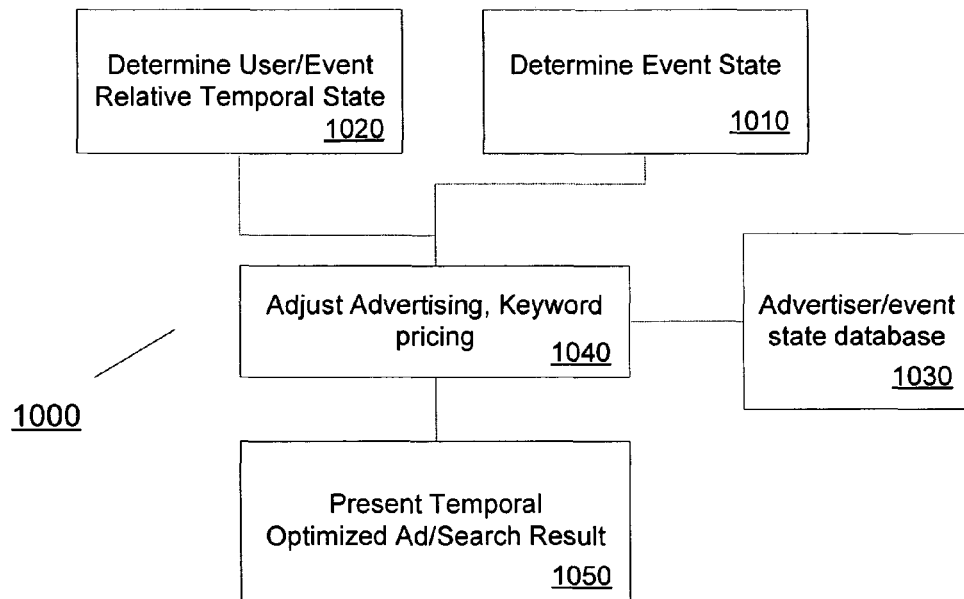 Determine User/Event
Relative Temporal State
1020
Determine Event State
1010
Adjust Advertising, Keyword
pricing
1040
Advertiser/event
state database
1030
1000
Present Temporal
Optimized Ad/Search Result
1050